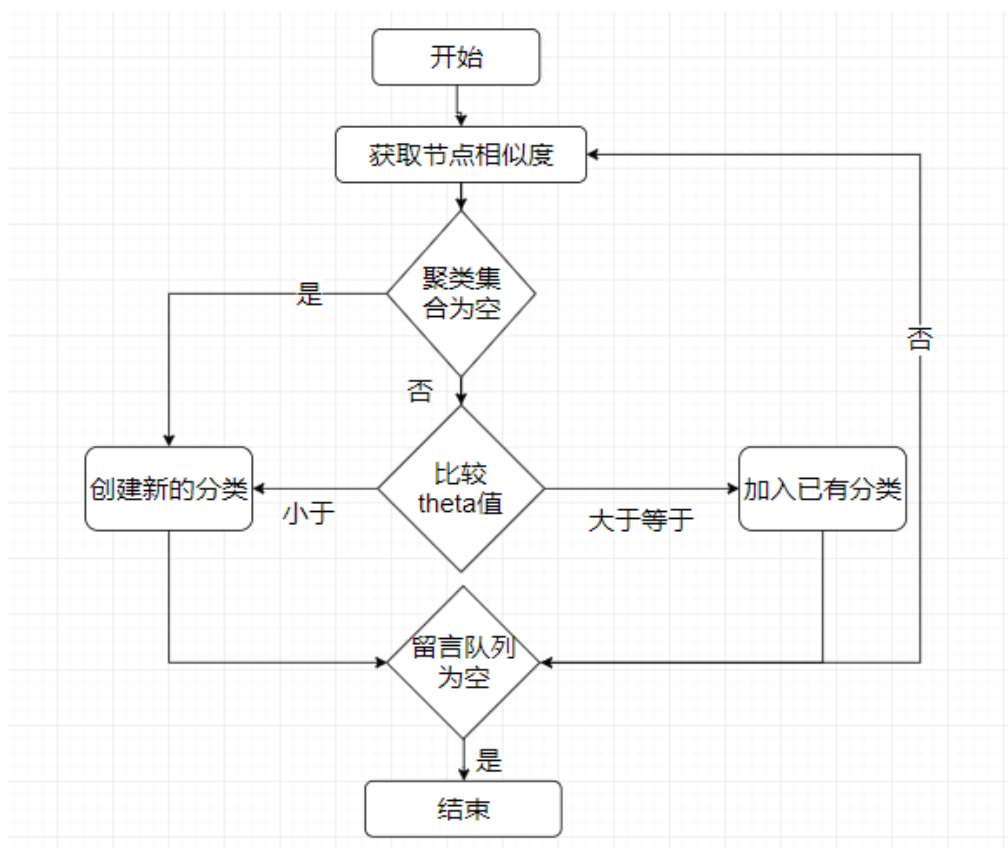 开始
获取节点相似度
聚类集
合为空
是
否
否
比较
theta值
创建新的分类
小于
大于等于
加入已有分类
留言队列
为空
是
结束